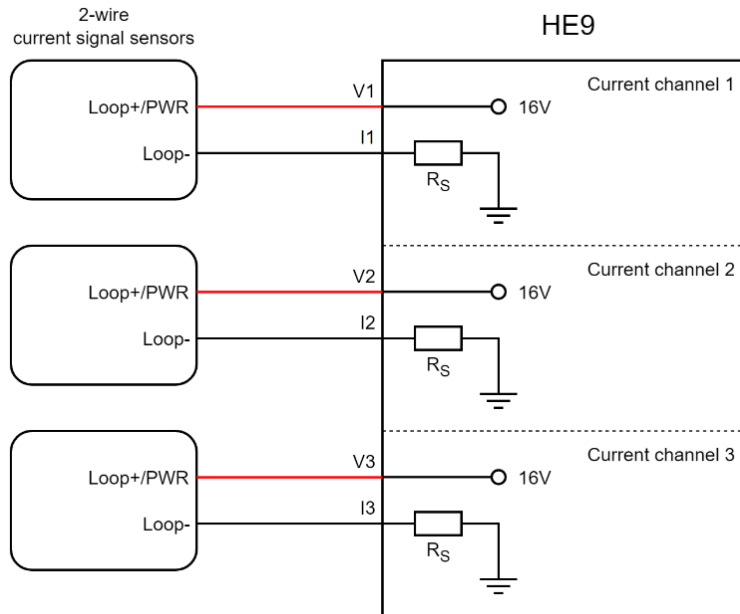 2-wire
current signal sensors
HE9
Current channel 1
Loop+/PWR
V1
16V
Loop-
I1
RS
Current channel 2
Loop+/PWR
V2
16V
Loop-
I2
RS
Current channel 3
Loop+/PWR
V3
16V
Loop-
I3
RS